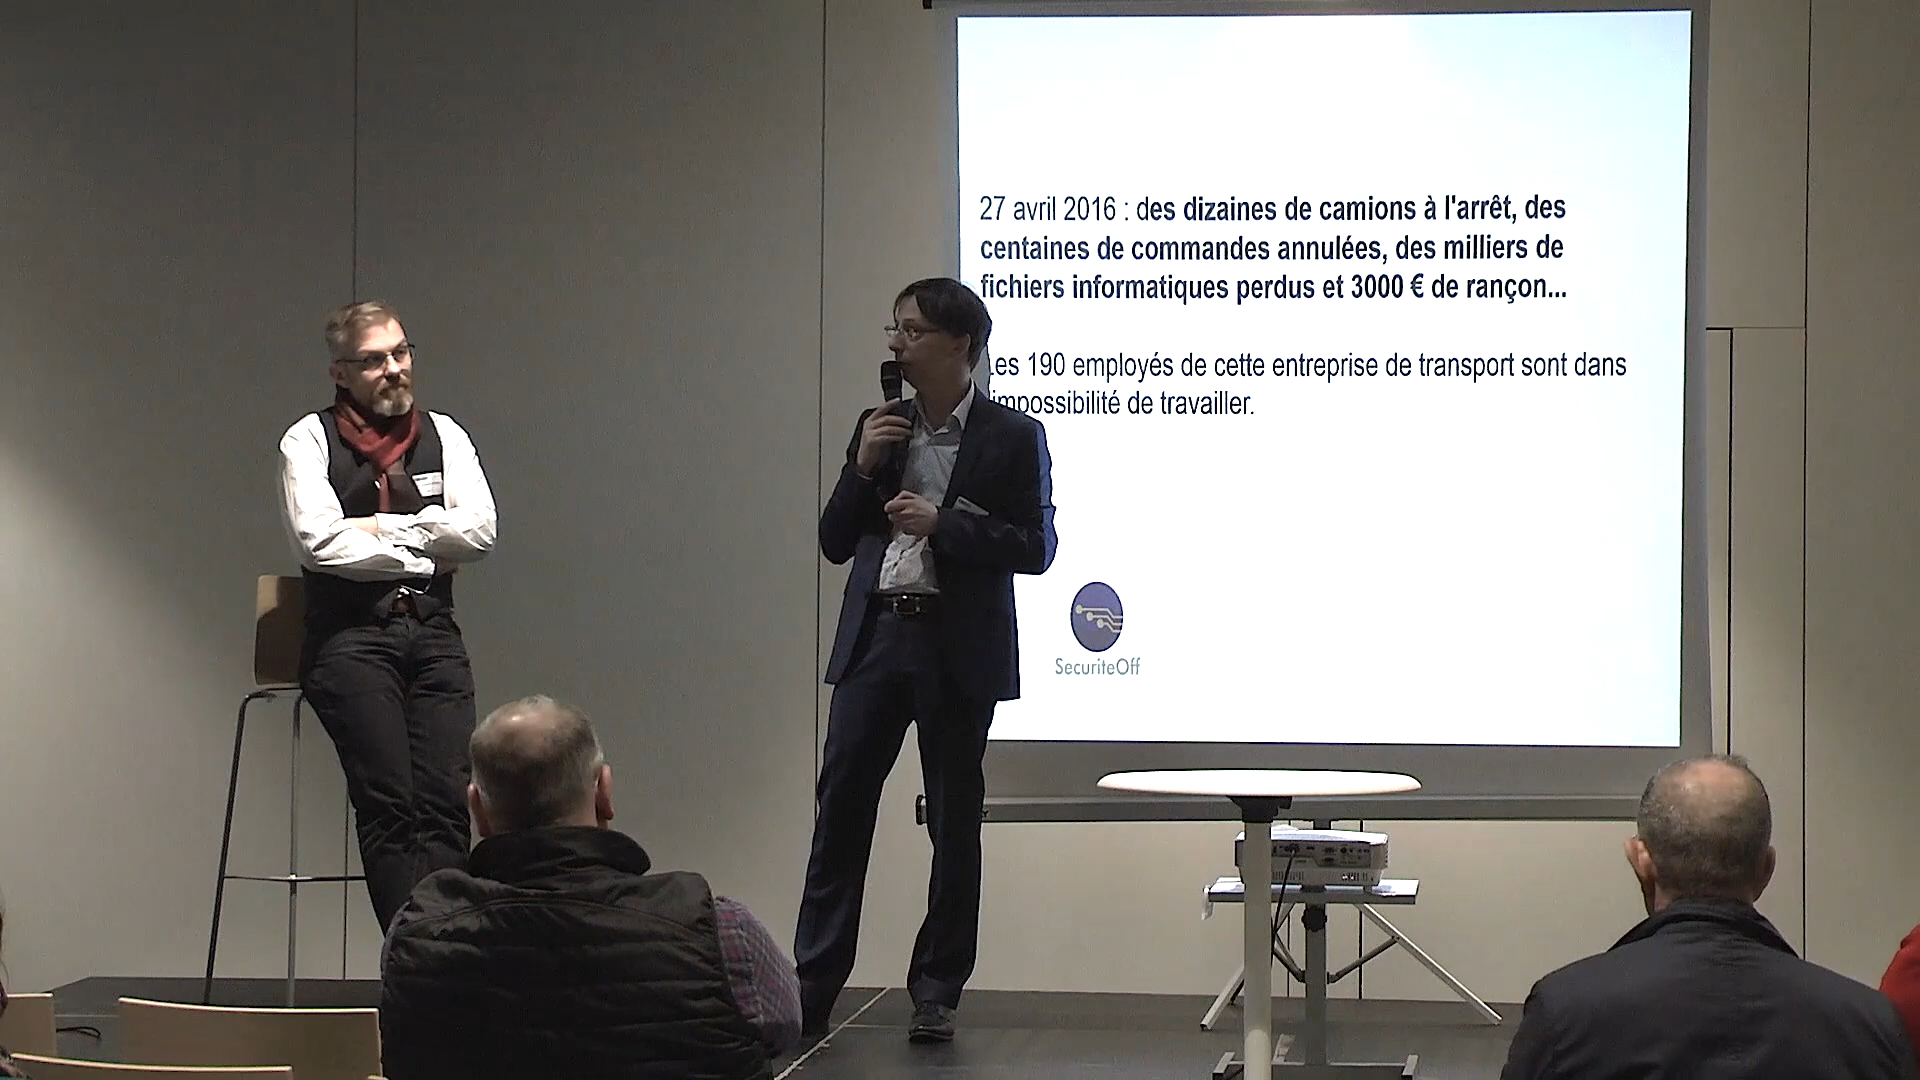 27 avril 2016 : des dizaines de camions à l'arrêt, des
centaines de commandes annulées, des milliers de
fichiers informatiques perdus et 3000 € de rançon...
Les 190 employés de cette entreprise de transport sont dans
impossibilité de travailler.
SecuriteOff